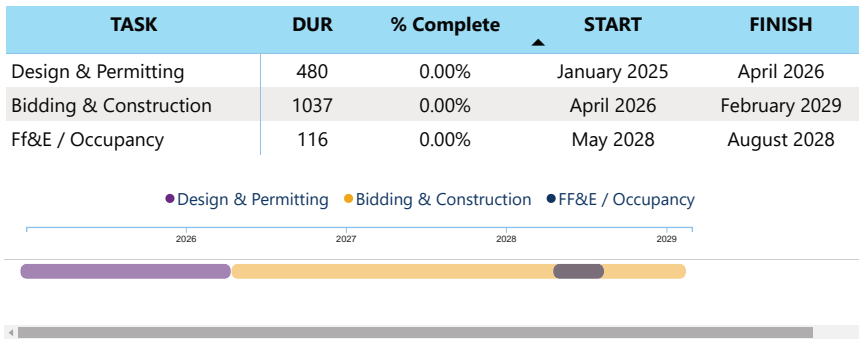 TASK DUR % Complete START FINISH
Design & Permitting 480 0.00% January 2025 April 2026
Bidding & Construction 1037 0.00% April 2026 February 2029
Ff&E / Occupancy 116 0.00% May 2028 August 2028
Design & Permitting Bidding & Construction FF&E / Occupancy
2026 2027 2028 2029